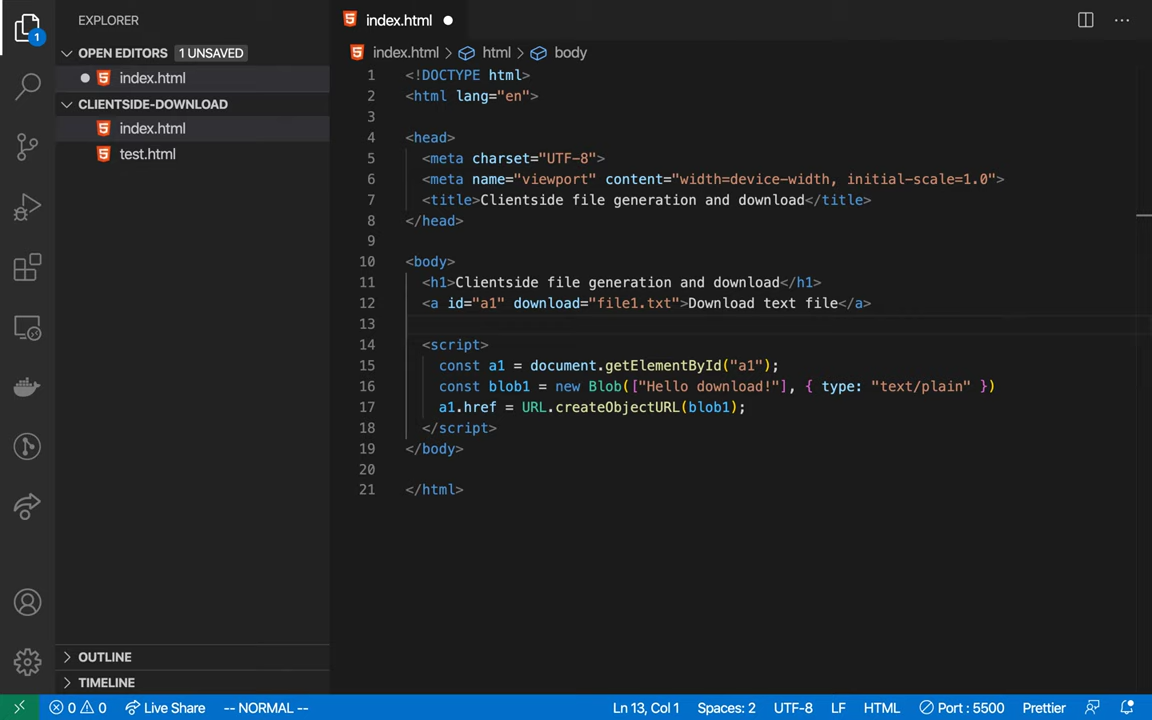 EXPLORER
OPEN EDITORS 1 UNSAVED
index.html
CLIENTSIDE-DOWNLOAD
index.html
test.html
OUTLINE
TIMELINE
1
index.html
index.html > html > body
1 <!DOCTYPE html>
2 <html lang="en">
3
4 <head>
5 <meta charset="UTF-8">
6 <meta name="viewport" content="width=device-width, initial-scale=1.0">
7 <title>Clientside file generation and download</title>
8 </head>
9
10 <body>
11 <h1>Clientside file generation and download</h1>
12 <a id="a1" download="file1.txt">Download text file</a>
13
14 <script>
15 const a1 = document.getElementById("a1");
16 const blob1 = new Blob(["Hello download!"], { type: "text/plain" })
17 a1.href = URL.createObjectURL(blob1);
18 </script>
19 </body>
20
21 </html>
0 0 Live Share -- NORMAL -- Ln 13, Col 1 Spaces: 2 UTF-8 LF HTML Port : 5500 Prettier